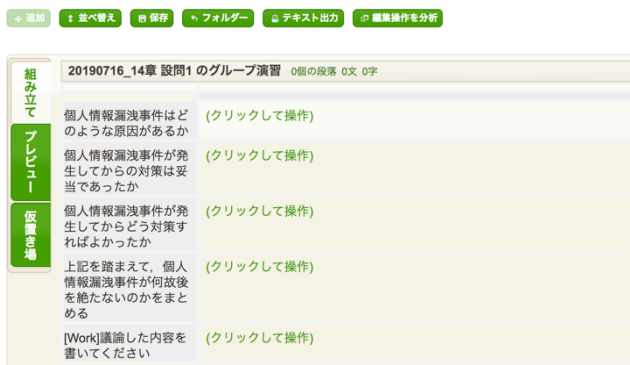 + 追加 並べ替え 保存 フォルダー テキスト出力 編集操作を分析
組み立て
プレビュー
仮置き場
20190716_14章 設問1 のグループ演習 0個の段落 0文 0字
個人情報漏洩事件はど
のような原因があるか
(クリックして操作)
個人情報漏洩事件が発
生してからの対策は妥
当であったか
(クリックして操作)
個人情報漏洩事件が発
生してからどう対策す
ればよかったか
(クリックして操作)
上記を踏まえて，個人
情報漏洩事件が何故後
を絶たないのかをまと
める
(クリックして操作)
[Work]議論した内容を
書いてください
(クリックして操作)